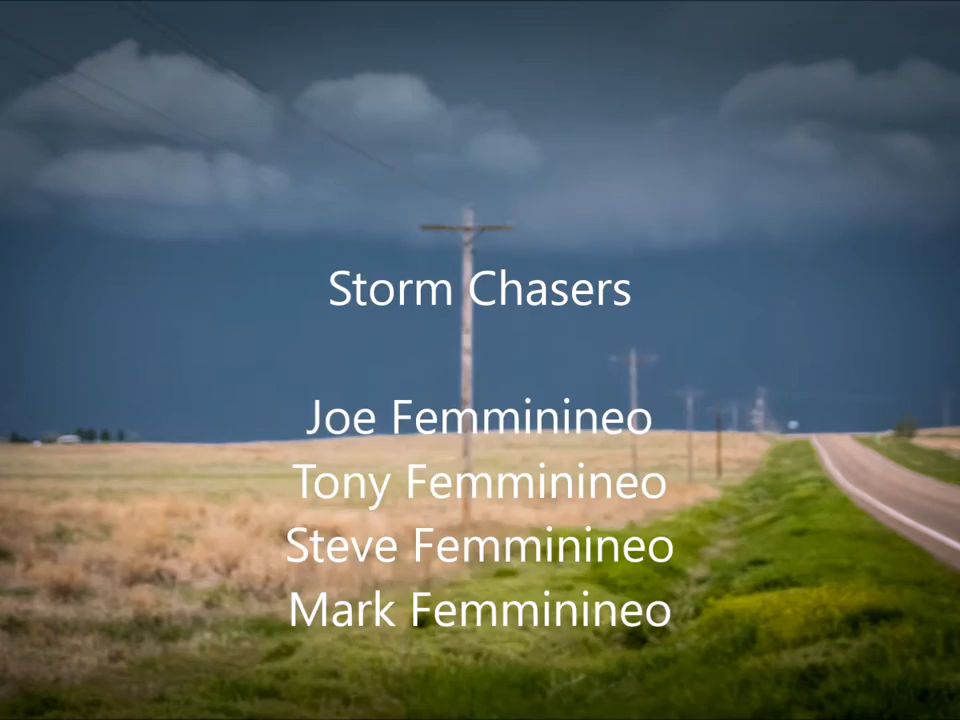 Storm Chasers
Joe Femminineo
Tony Femminineo
Steve Femminineo
Mark Femminineo